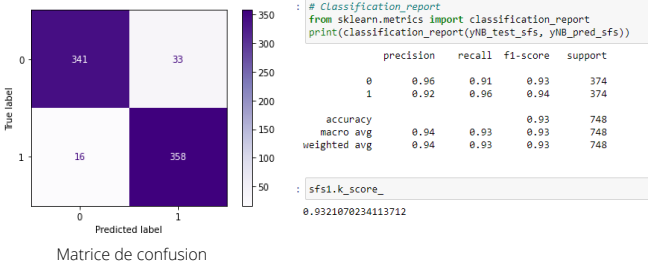 0
1
True label
341
33
16
358
0
1
Predicted label
350
300
250
200
150
100
50
Matrice de confusion
:
# Classification_report
from sklearn.metrics import classification_report
print(classification_report(yNB_test_sfs, yNB_pred_sfs))
precision recall f1-score support
0 0.96 0.91 0.93 374
1 0.92 0.96 0.94 374
accuracy 0.93 748
macro avg 0.94 0.93 0.93 748
weighted avg 0.94 0.93 0.93 748
:
sfs1.k_score_
0.9321070234113712